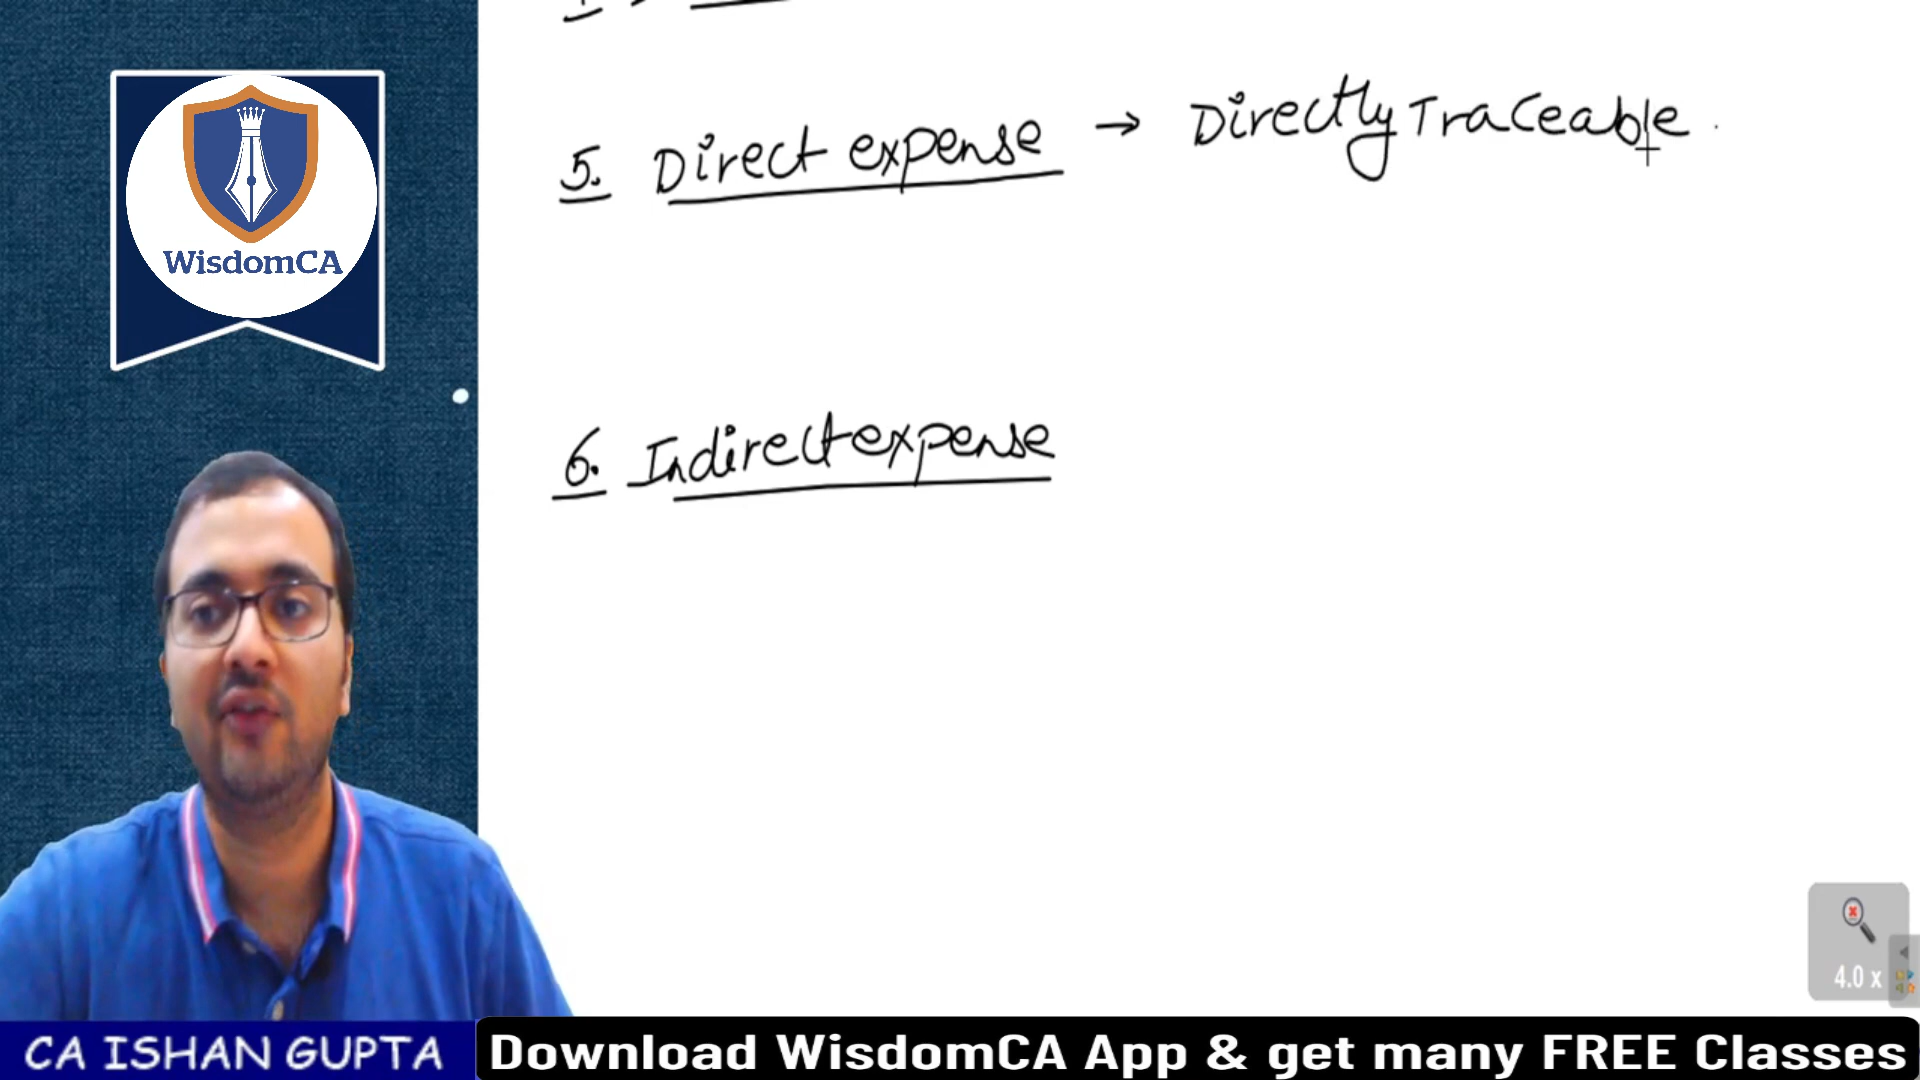 WisdomCA
5. Direct expense → Directly Traceable.
6. Indirect expense
4.0 x
CA ISHAN GUPTA
Download WisdomCA App & get many FREE Classes